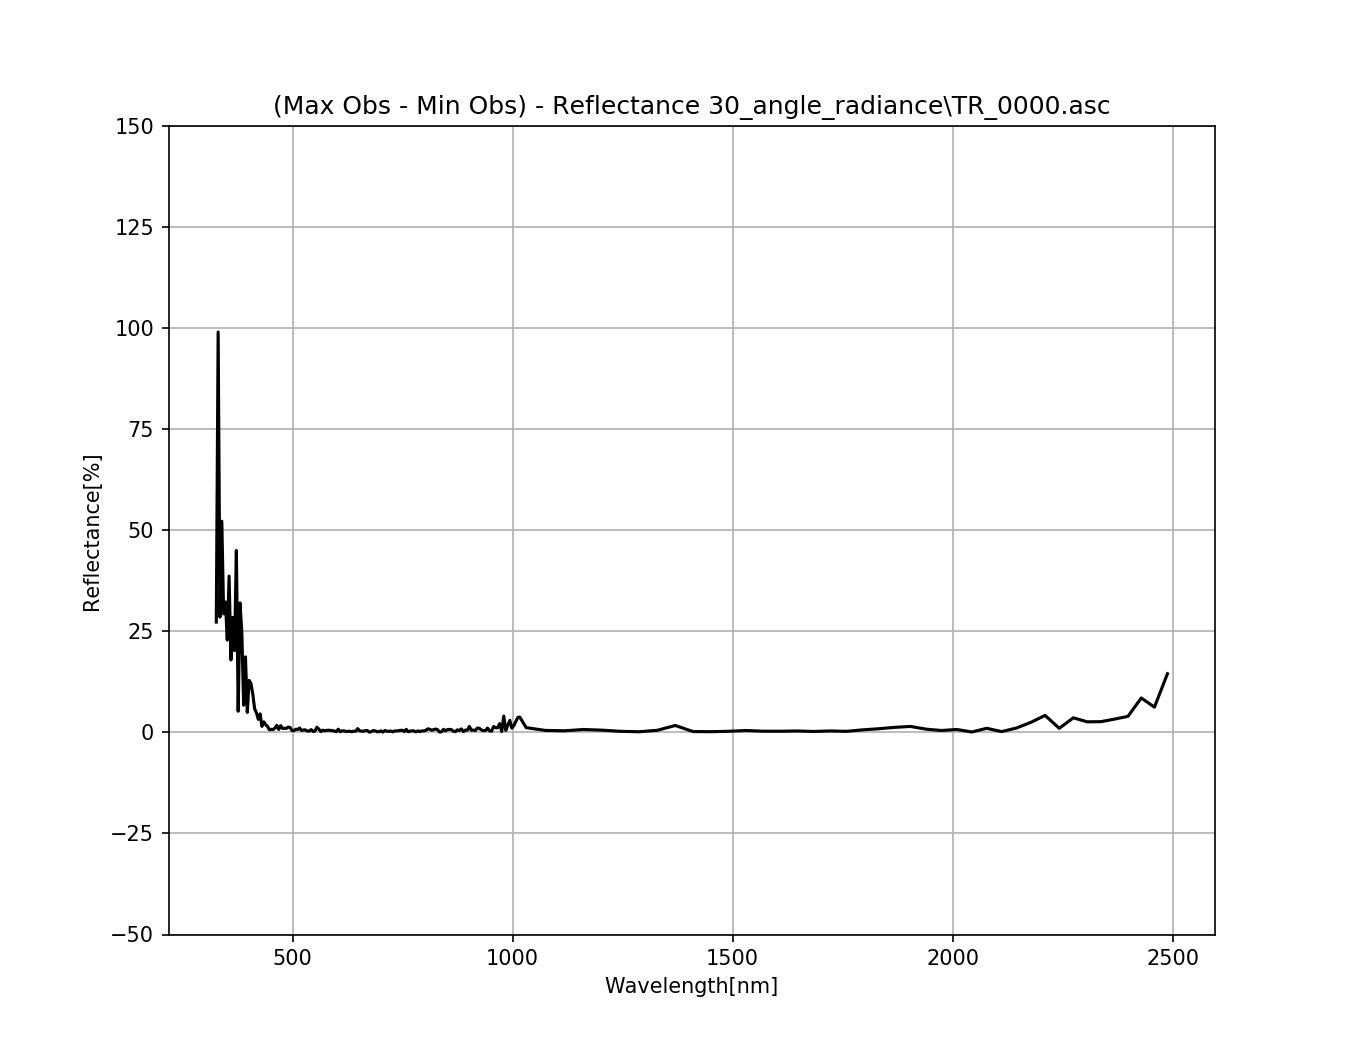 (Max Obs - Min Obs) - Reflectance 30_angle_radiance\TR_0000.asc
150
125
100
75
50
25
0
−25
−50
Reflectance[%]
500 1000 1500 2000 2500
Wavelength[nm]